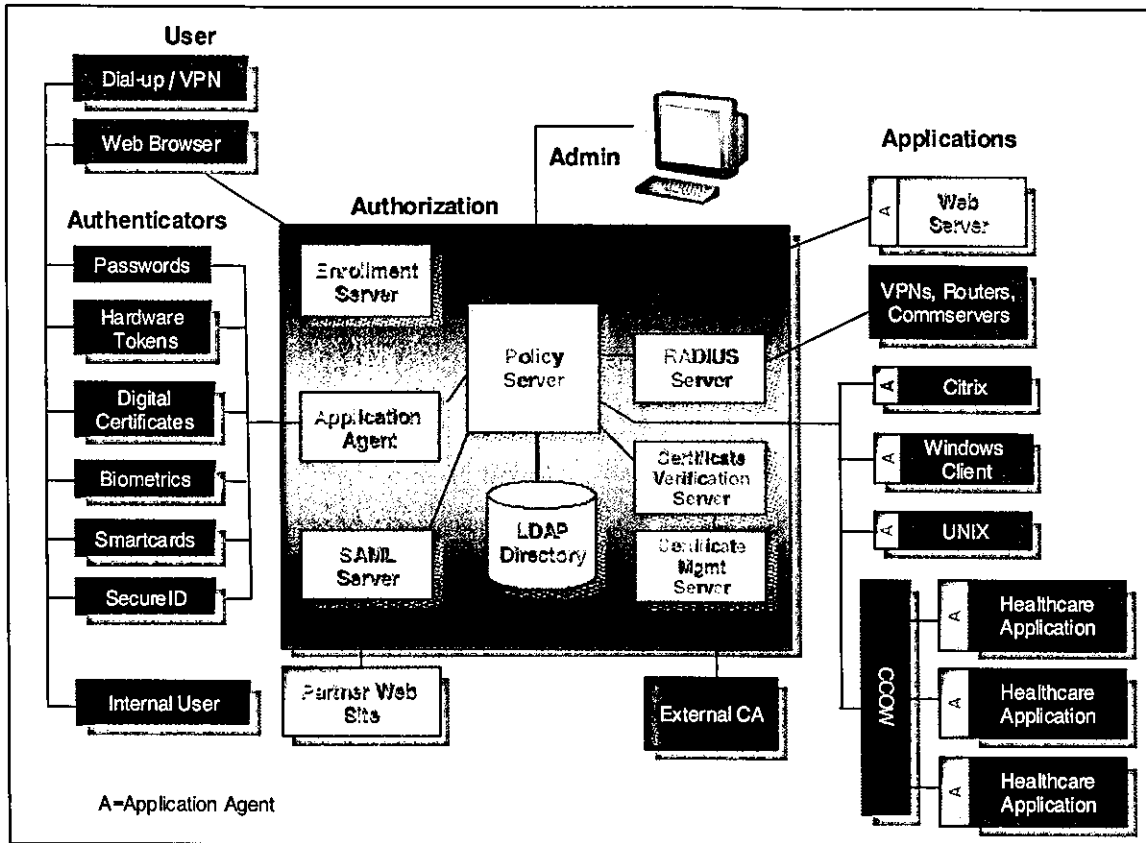 User
Dial-up / VPN
Web Browser
Authenticators
Passwords
Hardware
Tokens
Digital
Certificates
Biometrics
Smartcards
SecureID
Internal User
A=Application Agent
Admin
Authorization
Enrollment
Server
Policy
Server
RADIUS
Server
Application
Agent
Certificate
Verification
Server
SAML
Server
LDAP
Directory
Certificate
Mgmt
Server
Partner Web
Site
External CA
Applications
A
Web
Server
VPNs, Routers,
Commservers
A
Citrix
A
Windows
Client
A
UNIX
CCOW
A
Healthcare
Application
A
Healthcare
Application
A
Healthcare
Application